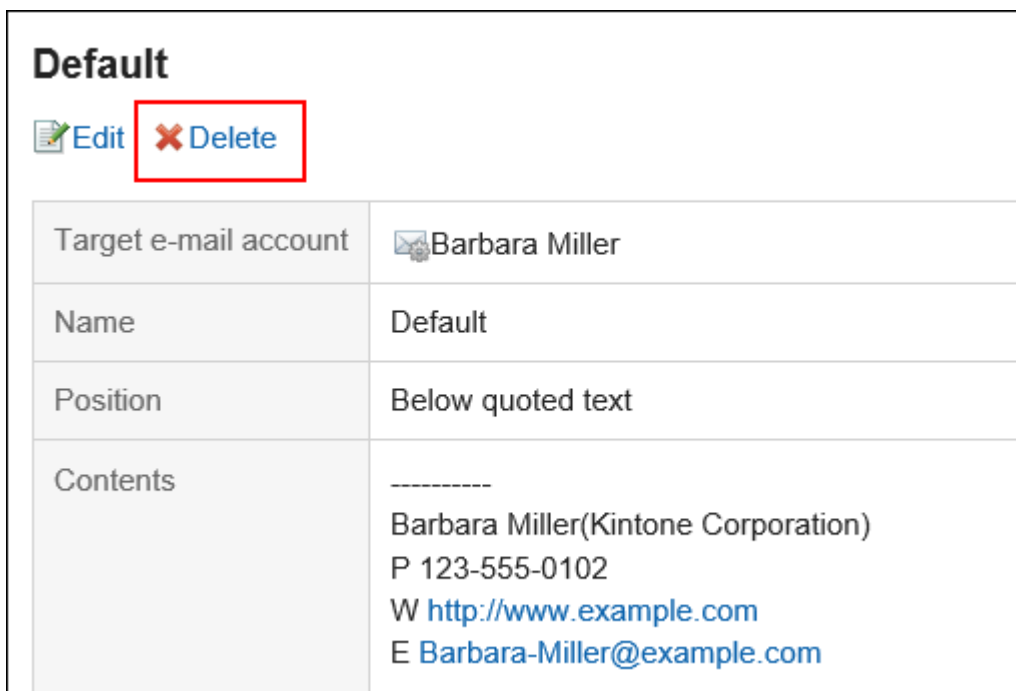 Default
Edit Delete
Target e-mail account Barbara Miller
Name Default
Position Below quoted text
Contents ----------
Barbara Miller(Kintone Corporation)
P 123-555-0102
W http://www.example.com
E Barbara-Miller@example.com